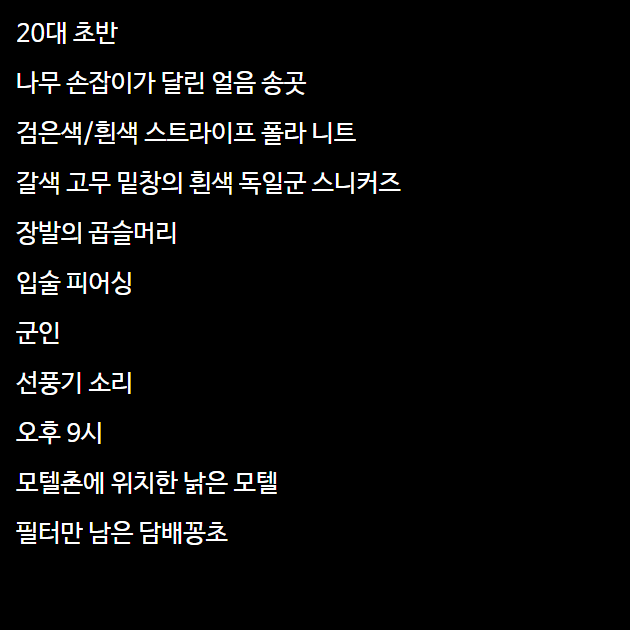 20대 초반
나무 손잡이가 달린 얼음 송곳
검은색/흰색 스트라이프 폴라 니트
갈색 고무 밑창의 흰색 독일군 스니커즈
장발의 곱슬머리
입술 피어싱
군인
선풍기 소리
오후 9시
모텔촌에 위치한 낡은 모텔
필터만 남은 담배꽁초